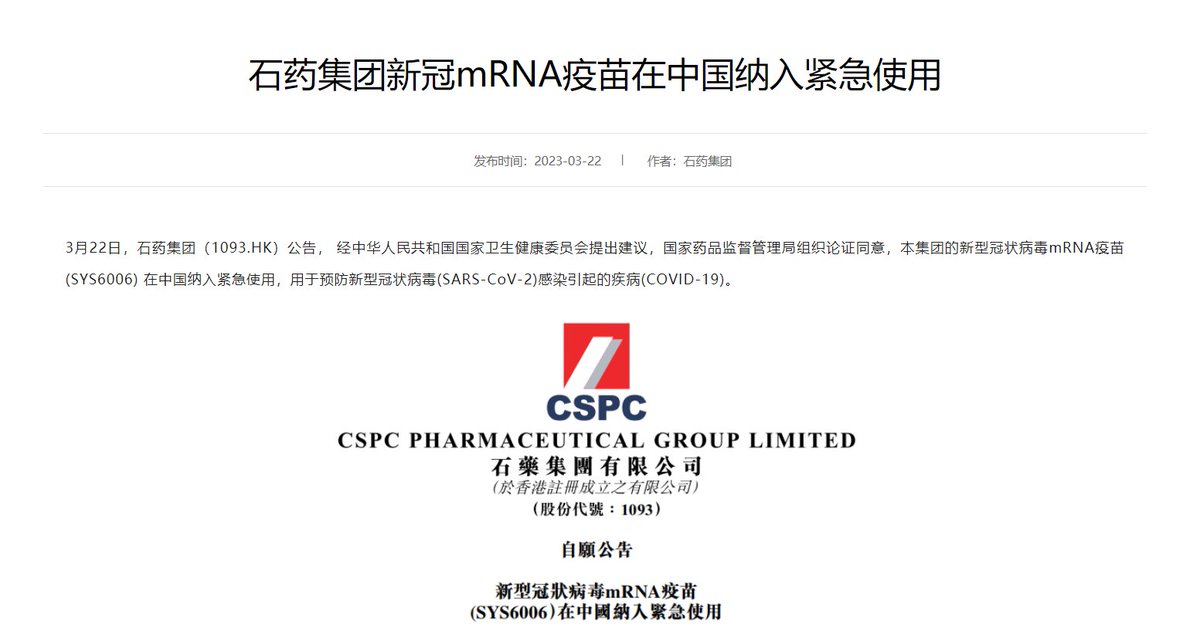 石药集团新冠mRNA疫苗在中国纳入紧急使用
发布时间：2023-03-22 | 作者：石药集团
3月22日，石药集团（1093.HK）公告， 经中华人民共和国国家卫生健康委员会提出建议，国家药品监督管理局组织论证同意，本集团的新型冠状病毒mRNA疫苗
(SYS6006) 在中国纳入紧急使用，用于预防新型冠状病毒(SARS-CoV-2)感染引起的疾病(COVID-19)。
CSPC
CSPC PHARMACEUTICAL GROUP LIMITED
石藥集團有限公司
(於香港註冊成立之有限公司)
(股份代號：1093)
自願公告
新型冠狀病毒mRNA疫苗
(SYS6006)在中國納入緊急使用